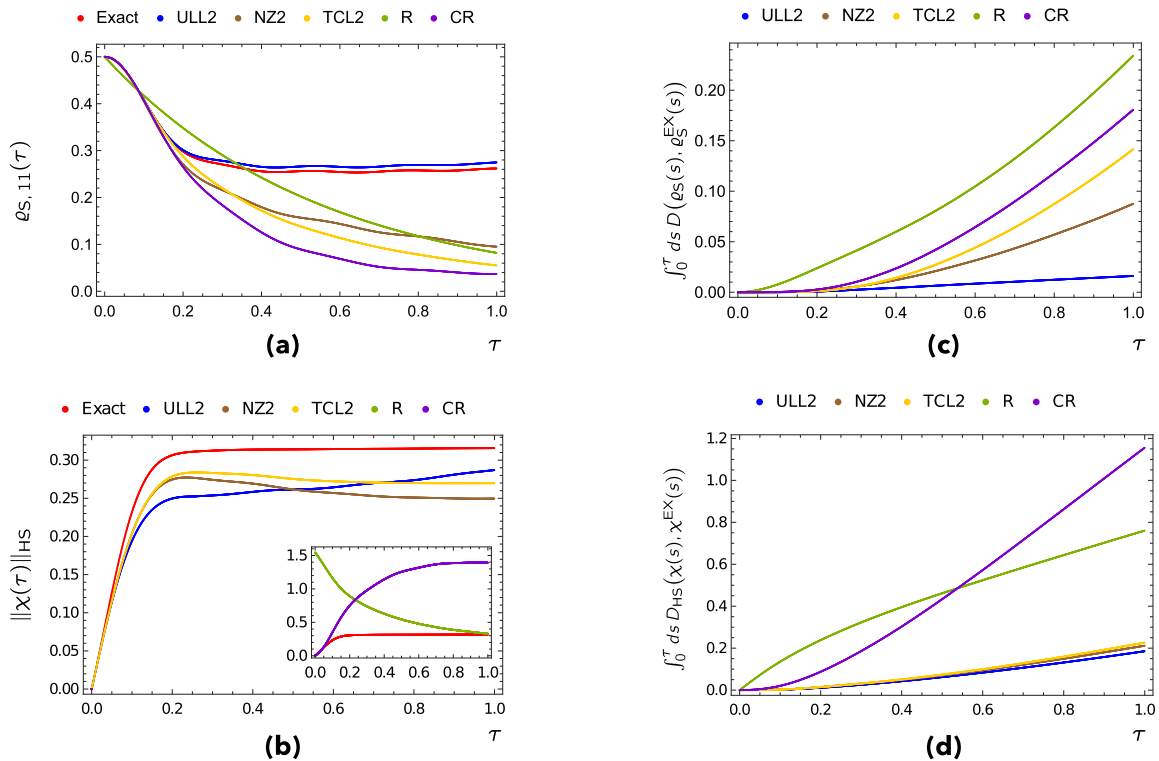 Exact ULL2 NZ2 TCL2 R CR
ϱS, 11(τ)
0.5
0.4
0.3
0.2
0.1
0.0
0.0 0.2 0.4 0.6 0.8 1.0
(a) τ
ULL2 NZ2 TCL2 R CR
∫₀^τ ds D(ϱS(s), ϱS^EX(s))
0.20
0.15
0.10
0.05
0.00
0.0 0.2 0.4 0.6 0.8 1.0
(c) τ
Exact ULL2 NZ2 TCL2 R CR
||χ(τ)||HS
0.30
0.25
0.20
0.15
0.10
0.05
0.00
1.5
1.0
0.5
0.0
0.0 0.2 0.4 0.6 0.8 1.0
0.0 0.2 0.4 0.6 0.8 1.0
(b) τ
ULL2 NZ2 TCL2 R CR
∫₀^τ ds DHS(χ(s), χ^EX(s))
1.2
1.0
0.8
0.6
0.4
0.2
0.0
0.0 0.2 0.4 0.6 0.8 1.0
(d) τ